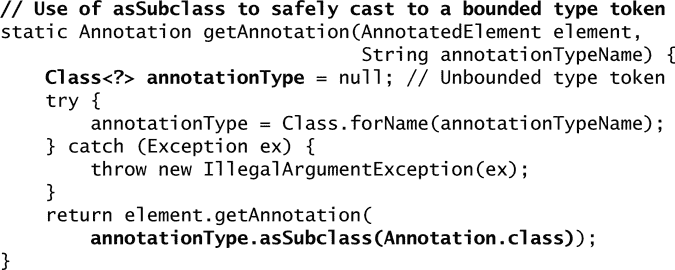 // Use of asSubclass to safely cast to a bounded type token
static Annotation getAnnotation(AnnotatedElement element,
                                String annotationTypeName) {
    Class<?> annotationType = null; // Unbounded type token
    try {
        annotationType = Class.forName(annotationTypeName);
    } catch (Exception ex) {
        throw new IllegalArgumentException(ex);
    }
    return element.getAnnotation(
        annotationType.asSubclass(Annotation.class));
}